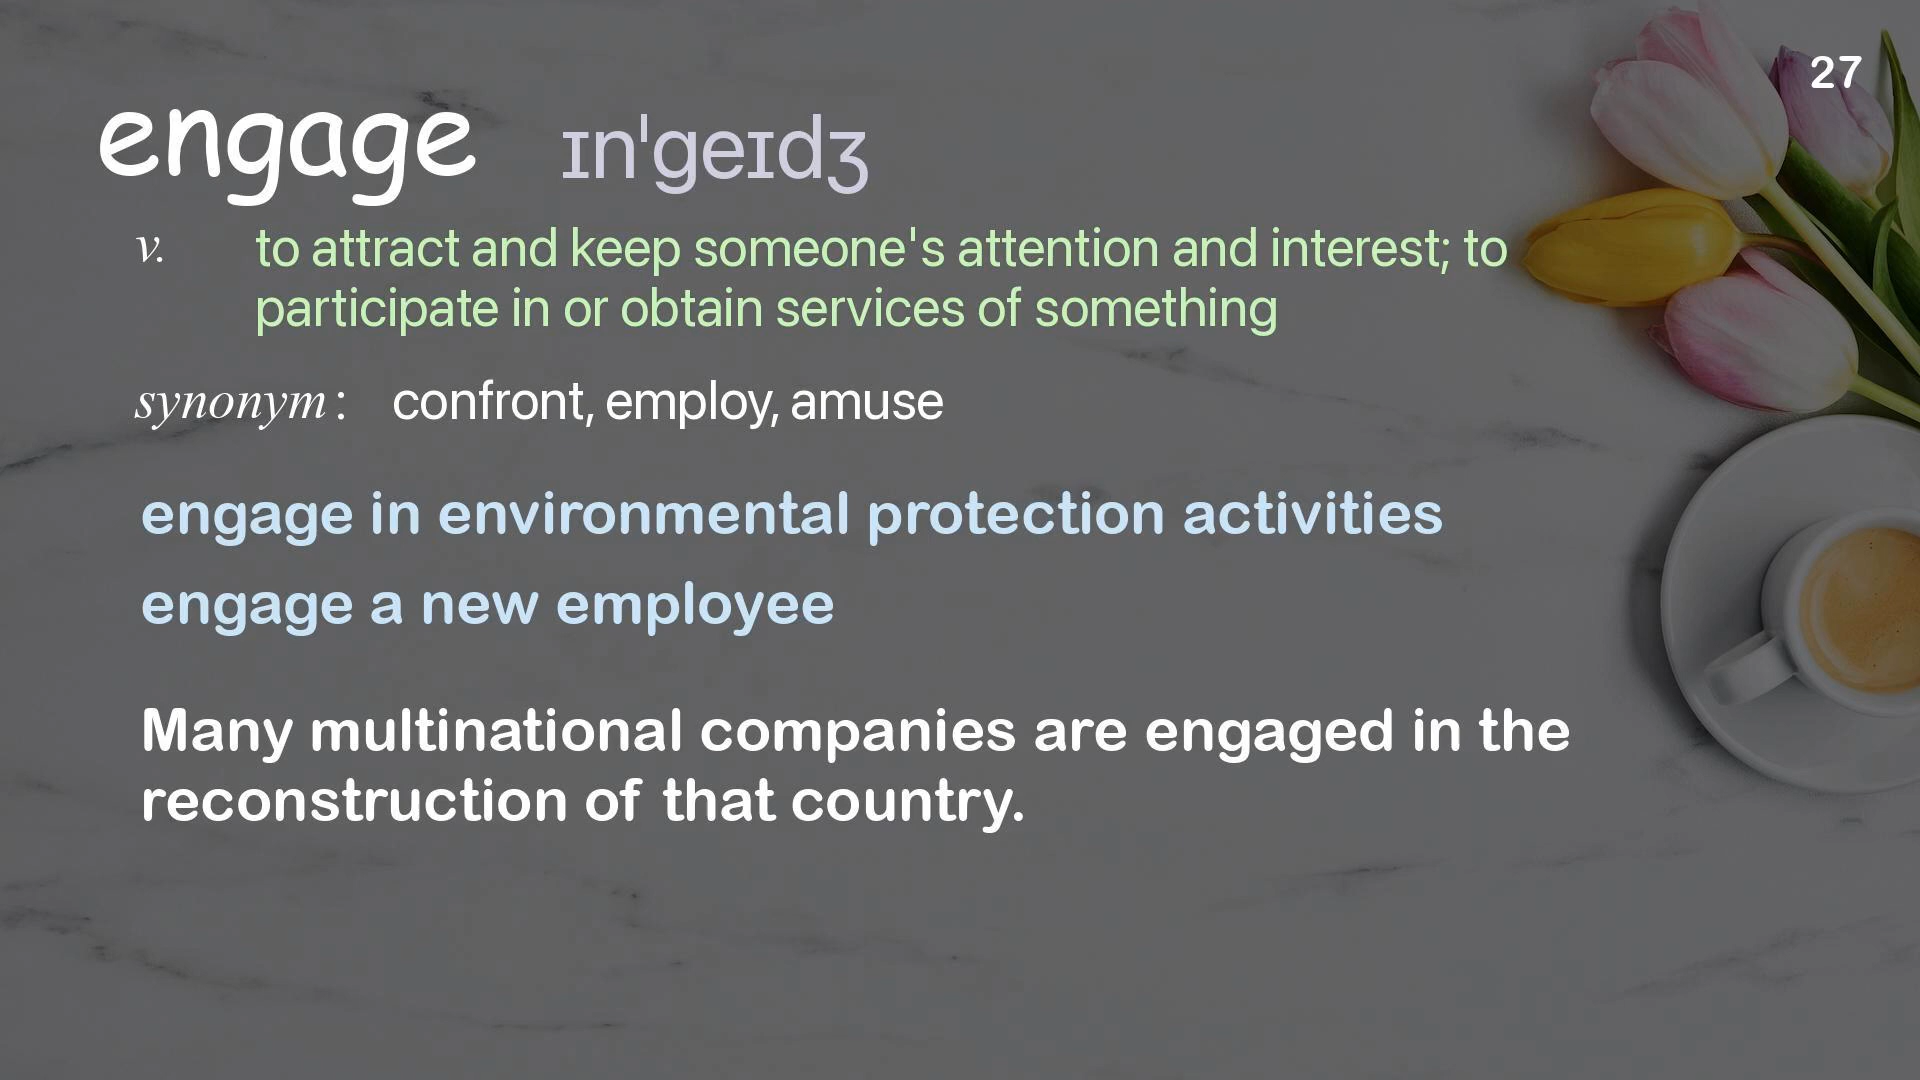 27
engage ɪnˈgeɪdʒ
v. to attract and keep someone's attention and interest; to
participate in or obtain services of something
synonym: confront, employ, amuse
engage in environmental protection activities
engage a new employee
Many multinational companies are engaged in the
reconstruction of that country.